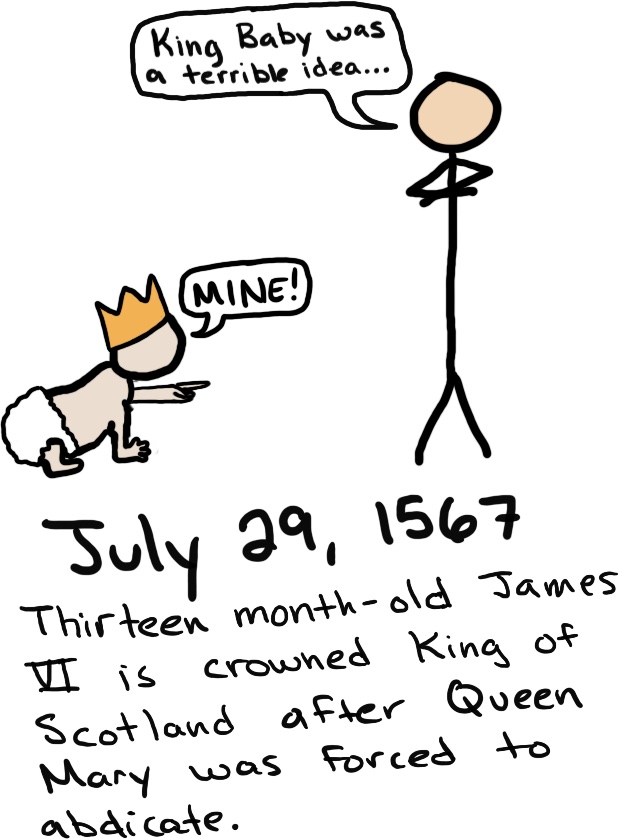 King Baby was
a terrible idea...
MINE!
July 29, 1567
Thirteen month-old James
VI is crowned King of
Scotland after Queen
Mary was forced to
abdicate.